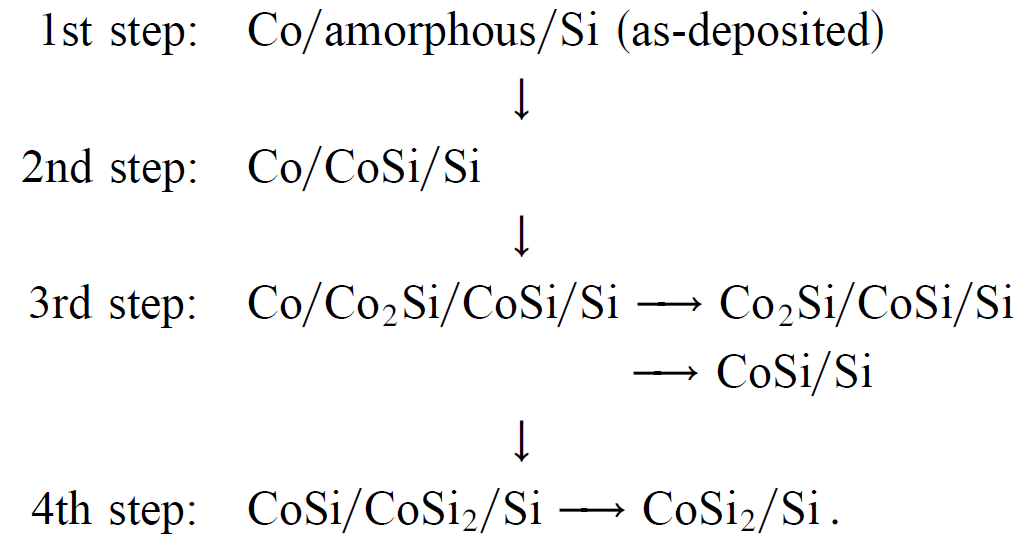 1st step: Co/amorphous/Si (as-deposited)
↓
2nd step: Co/CoSi/Si
↓
3rd step: Co/Co₂Si/CoSi/Si ⟶ Co₂Si/CoSi/Si
⟶ CoSi/Si
↓
4th step: CoSi/CoSi₂/Si ⟶ CoSi₂/Si .